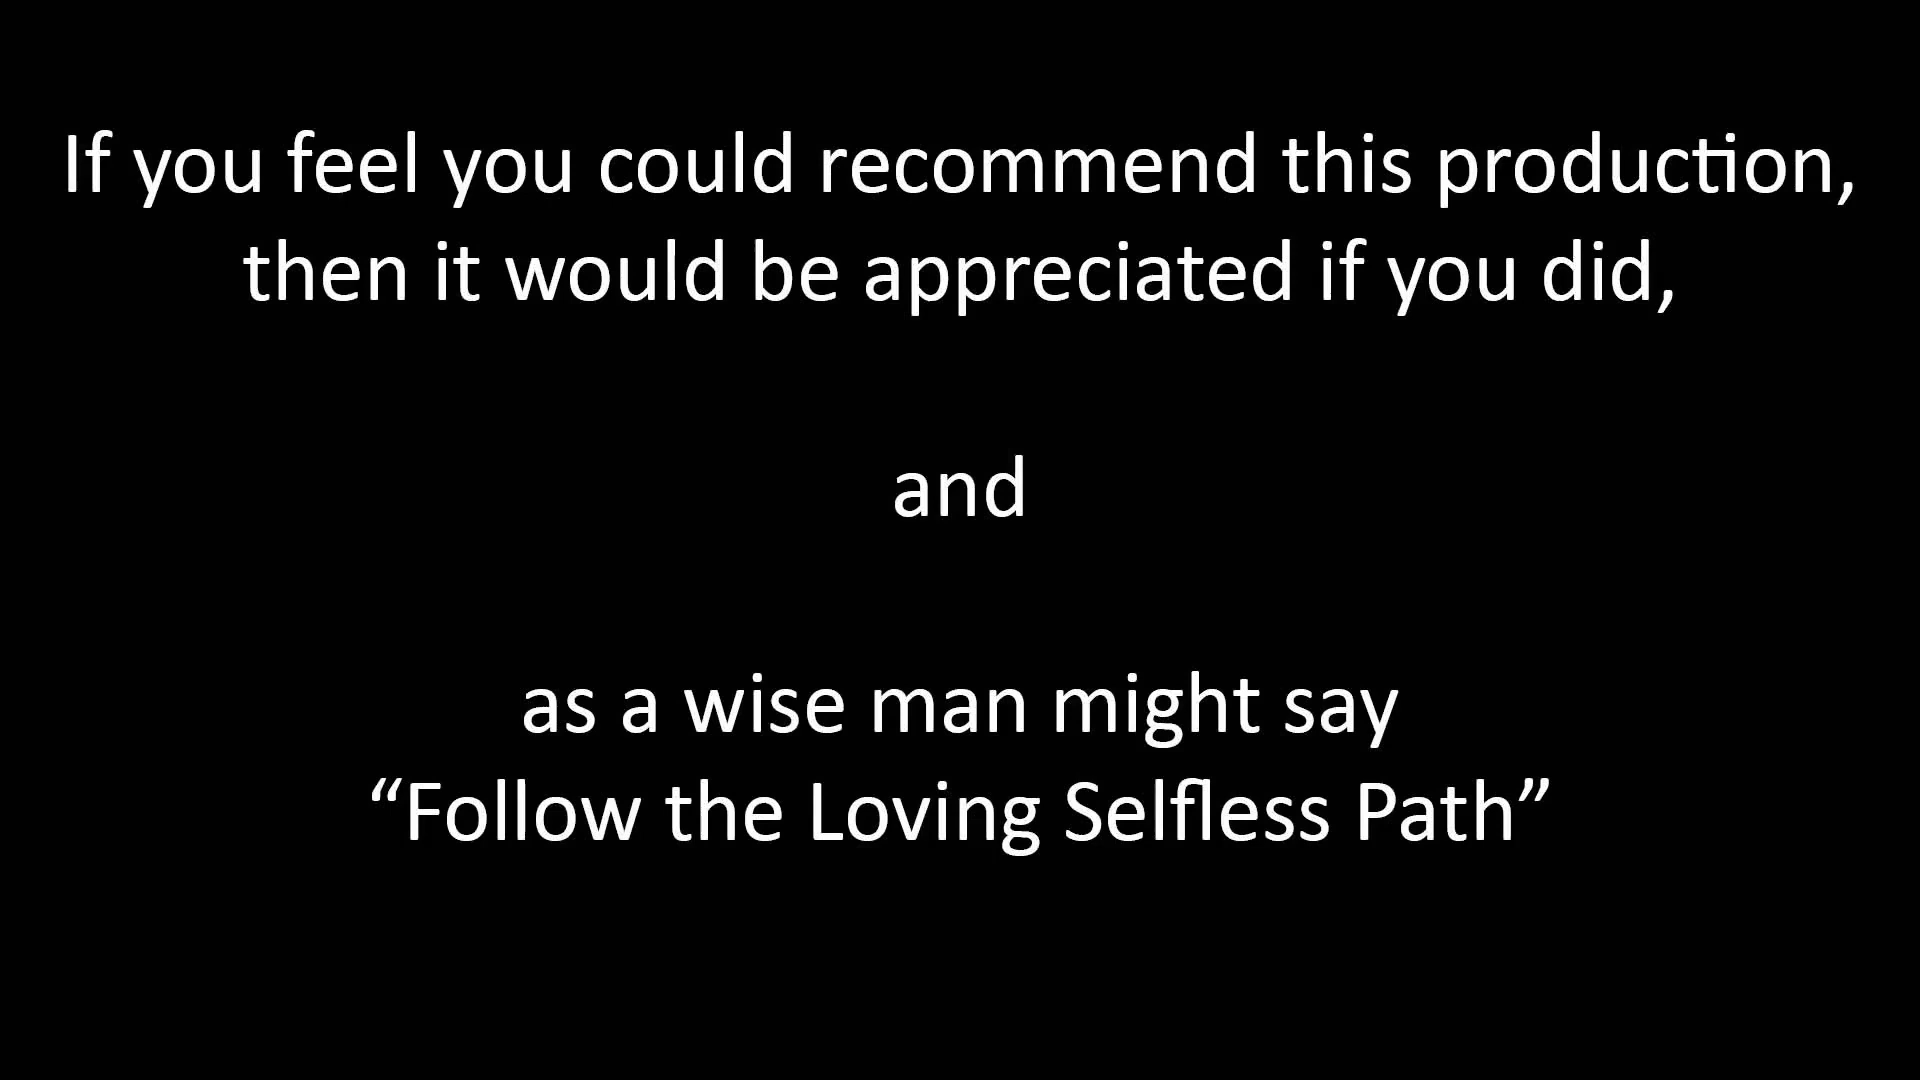 If you feel you could recommend this production,
then it would be appreciated if you did,
and
as a wise man might say
“Follow the Loving Selfless Path”